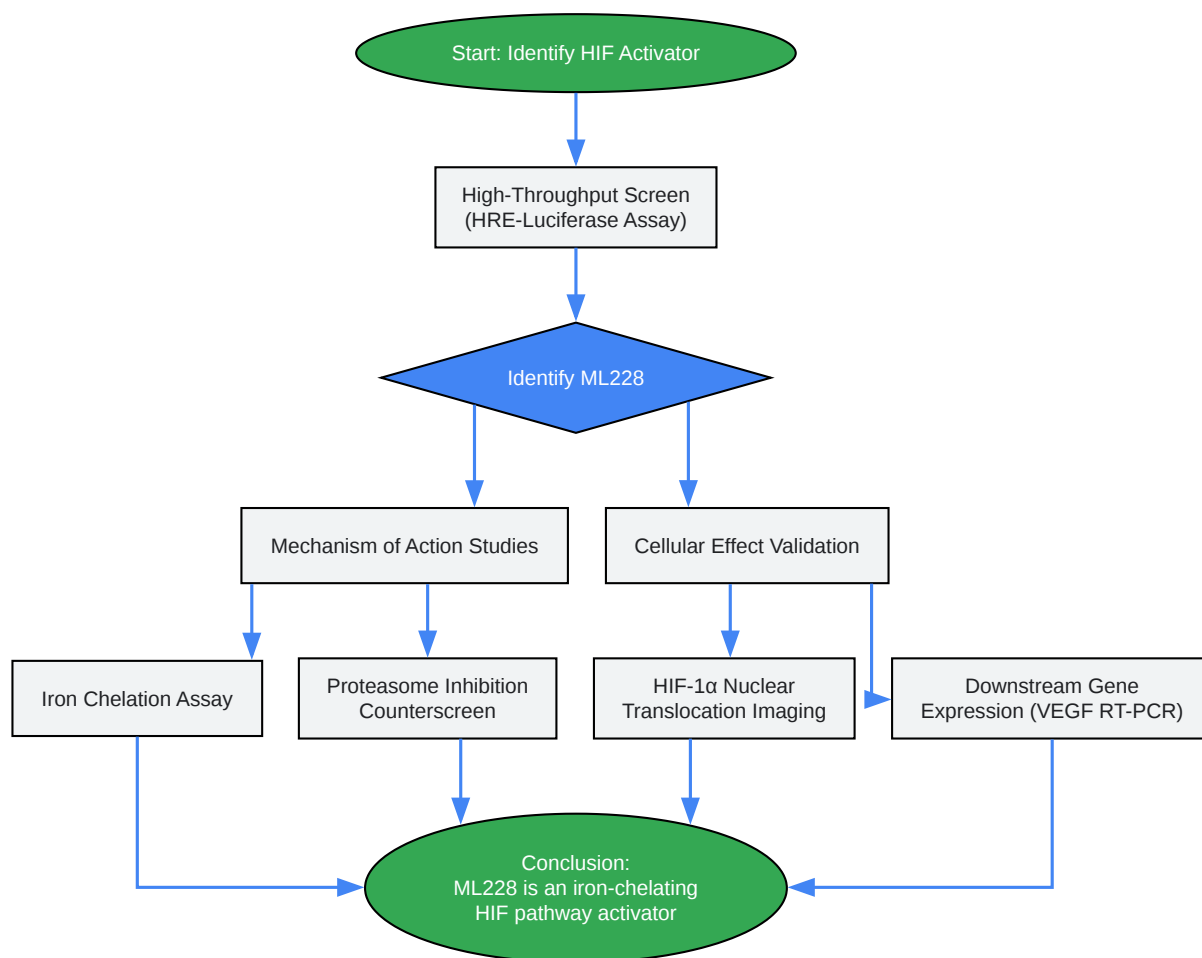 Start: Identify HIF Activator
High-Throughput Screen
(HRE-Luciferase Assay)
Identify ML228
Mechanism of Action Studies
Cellular Effect Validation
Iron Chelation Assay
Proteasome Inhibition
Counterscreen
HIF-1α Nuclear
Translocation Imaging
Downstream Gene
Expression (VEGF RT-PCR)
Conclusion:
ML228 is an iron-chelating
HIF pathway activator